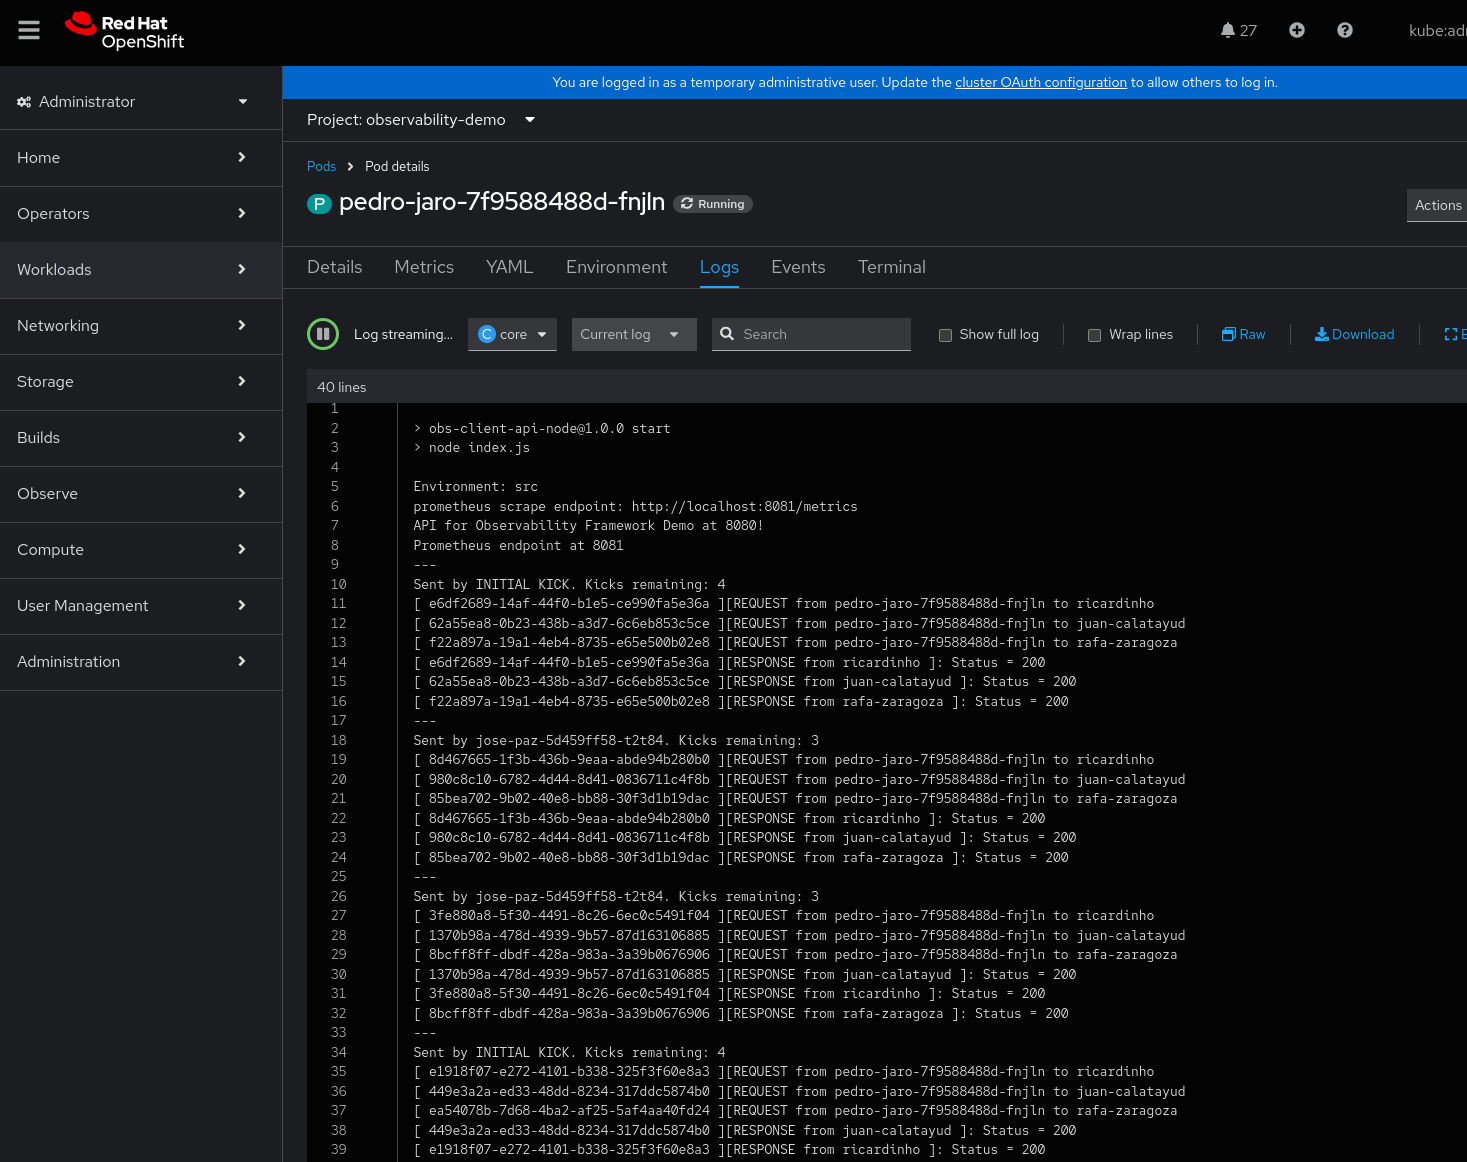 Red Hat
OpenShift
27
kube:adm
Administrator
Home
Operators
Workloads
Networking
Storage
Builds
Observe
Compute
User Management
Administration
You are logged in as a temporary administrative user. Update the cluster OAuth configuration to allow others to log in.
Project: observability-demo
Pods > Pod details
P pedro-jaro-7f9588488d-fnjln Running
Actions
Details Metrics YAML Environment Logs Events Terminal
Log streaming... C core Current log Search Show full log Wrap lines Raw Download E
40 lines
1
2 > obs-client-api-node@1.0.0 start
3 > node index.js
4
5 Environment: src
6 prometheus scrape endpoint: http://localhost:8081/metrics
7 API for Observability Framework Demo at 8080!
8 Prometheus endpoint at 8081
9 ---
10 Sent by INITIAL KICK. Kicks remaining: 4
11 [ e6df2689-14af-44f0-b1e5-ce990fa5e36a ][REQUEST from pedro-jaro-7f9588488d-fnjln to ricardinho
12 [ 62a55ea8-0b23-438b-a3d7-6c6eb853c5ce ][REQUEST from pedro-jaro-7f9588488d-fnjln to juan-calatayud
13 [ f22a897a-19a1-4eb4-8735-e65e500b02e8 ][REQUEST from pedro-jaro-7f9588488d-fnjln to rafa-zaragoza
14 [ e6df2689-14af-44f0-b1e5-ce990fa5e36a ][RESPONSE from ricardinho ]: Status = 200
15 [ 62a55ea8-0b23-438b-a3d7-6c6eb853c5ce ][RESPONSE from juan-calatayud ]: Status = 200
16 [ f22a897a-19a1-4eb4-8735-e65e500b02e8 ][RESPONSE from rafa-zaragoza ]: Status = 200
17 ---
18 Sent by jose-paz-5d459ff58-t2t84. Kicks remaining: 3
19 [ 8d467665-1f3b-436b-9eaa-abde94b280b0 ][REQUEST from pedro-jaro-7f9588488d-fnjln to ricardinho
20 [ 980c8c10-6782-4d44-8d41-0836711c4f8b ][REQUEST from pedro-jaro-7f9588488d-fnjln to juan-calatayud
21 [ 85bea702-9b02-40e8-bb88-30f3d1b19dac ][REQUEST from pedro-jaro-7f9588488d-fnjln to rafa-zaragoza
22 [ 8d467665-1f3b-436b-9eaa-abde94b280b0 ][RESPONSE from ricardinho ]: Status = 200
23 [ 980c8c10-6782-4d44-8d41-0836711c4f8b ][RESPONSE from juan-calatayud ]: Status = 200
24 [ 85bea702-9b02-40e8-bb88-30f3d1b19dac ][RESPONSE from rafa-zaragoza ]: Status = 200
25 ---
26 Sent by jose-paz-5d459ff58-t2t84. Kicks remaining: 3
27 [ 3fe880a8-5f30-4491-8c26-6ec0c5491f04 ][REQUEST from pedro-jaro-7f9588488d-fnjln to ricardinho
28 [ 1370b98a-478d-4939-9b57-87d163106885 ][REQUEST from pedro-jaro-7f9588488d-fnjln to juan-calatayud
29 [ 8bcff8ff-dbdf-428a-983a-3a39b0676906 ][REQUEST from pedro-jaro-7f9588488d-fnjln to rafa-zaragoza
30 [ 1370b98a-478d-4939-9b57-87d163106885 ][RESPONSE from juan-calatayud ]: Status = 200
31 [ 3fe880a8-5f30-4491-8c26-6ec0c5491f04 ][RESPONSE from ricardinho ]: Status = 200
32 [ 8bcff8ff-dbdf-428a-983a-3a39b0676906 ][RESPONSE from rafa-zaragoza ]: Status = 200
33 ---
34 Sent by INITIAL KICK. Kicks remaining: 4
35 [ e1918f07-e272-4101-b338-325f3f60e8a3 ][REQUEST from pedro-jaro-7f9588488d-fnjln to ricardinho
36 [ 449e3a2a-ed33-48dd-8234-317ddc5874b0 ][REQUEST from pedro-jaro-7f9588488d-fnjln to juan-calatayud
37 [ ea54078b-7d68-4ba2-af25-5af4aa40fd24 ][REQUEST from pedro-jaro-7f9588488d-fnjln to rafa-zaragoza
38 [ 449e3a2a-ed33-48dd-8234-317ddc5874b0 ][RESPONSE from juan-calatayud ]: Status = 200
39 [ e1918f07-e272-4101-b338-325f3f60e8a3 ][RESPONSE from ricardinho ]: Status = 200